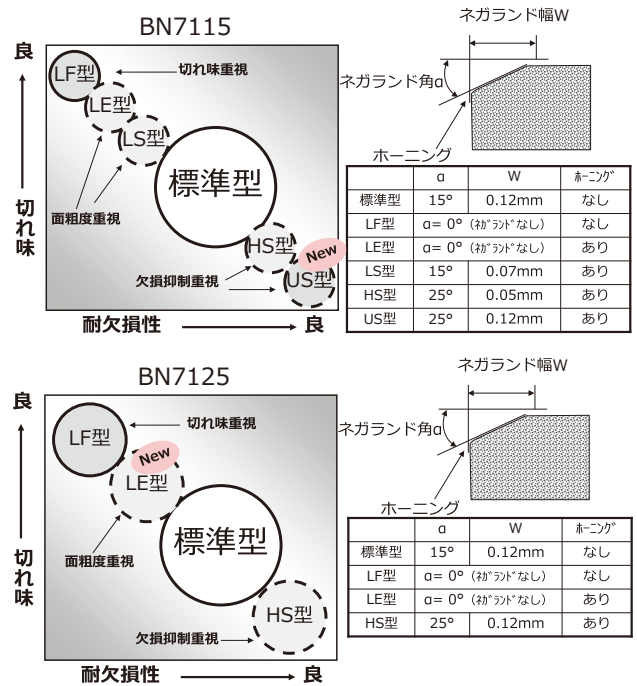 BN7115
良
切れ味
LF型
切れ味重視
LE型
LS型
面粗度重視
標準型
HS型
New
欠損抑制重視
US型
耐欠損性
良
ネガランド幅W
ネガランド角α
ホーニング
α W ﾎｰﾆﾝｸﾞ
標準型 15° 0.12mm なし
LF型 α= 0°（ﾈｶﾞﾗﾝﾄﾞなし） なし
LE型 α= 0°（ﾈｶﾞﾗﾝﾄﾞなし） あり
LS型 15° 0.07mm あり
HS型 25° 0.05mm あり
US型 25° 0.12mm あり
BN7125
良
切れ味
LF型
切れ味重視
New
LE型
面粗度重視
標準型
HS型
欠損抑制重視
耐欠損性
良
ネガランド幅W
ネガランド角α
ホーニング
α W ﾎｰﾆﾝｸﾞ
標準型 15° 0.12mm なし
LF型 α= 0°（ﾈｶﾞﾗﾝﾄﾞなし） なし
LE型 α= 0°（ﾈｶﾞﾗﾝﾄﾞなし） あり
HS型 25° 0.12mm あり